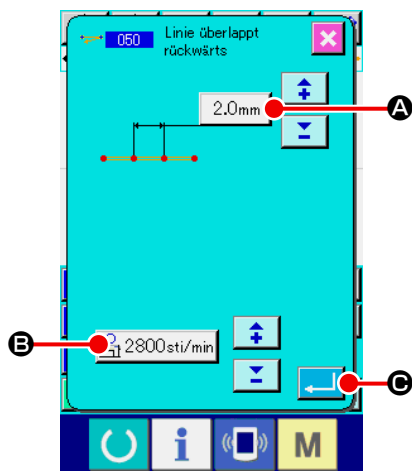 050 Linie überlappt
rückwärts
2.0mm
A
B
2800sti/min
C
i
M